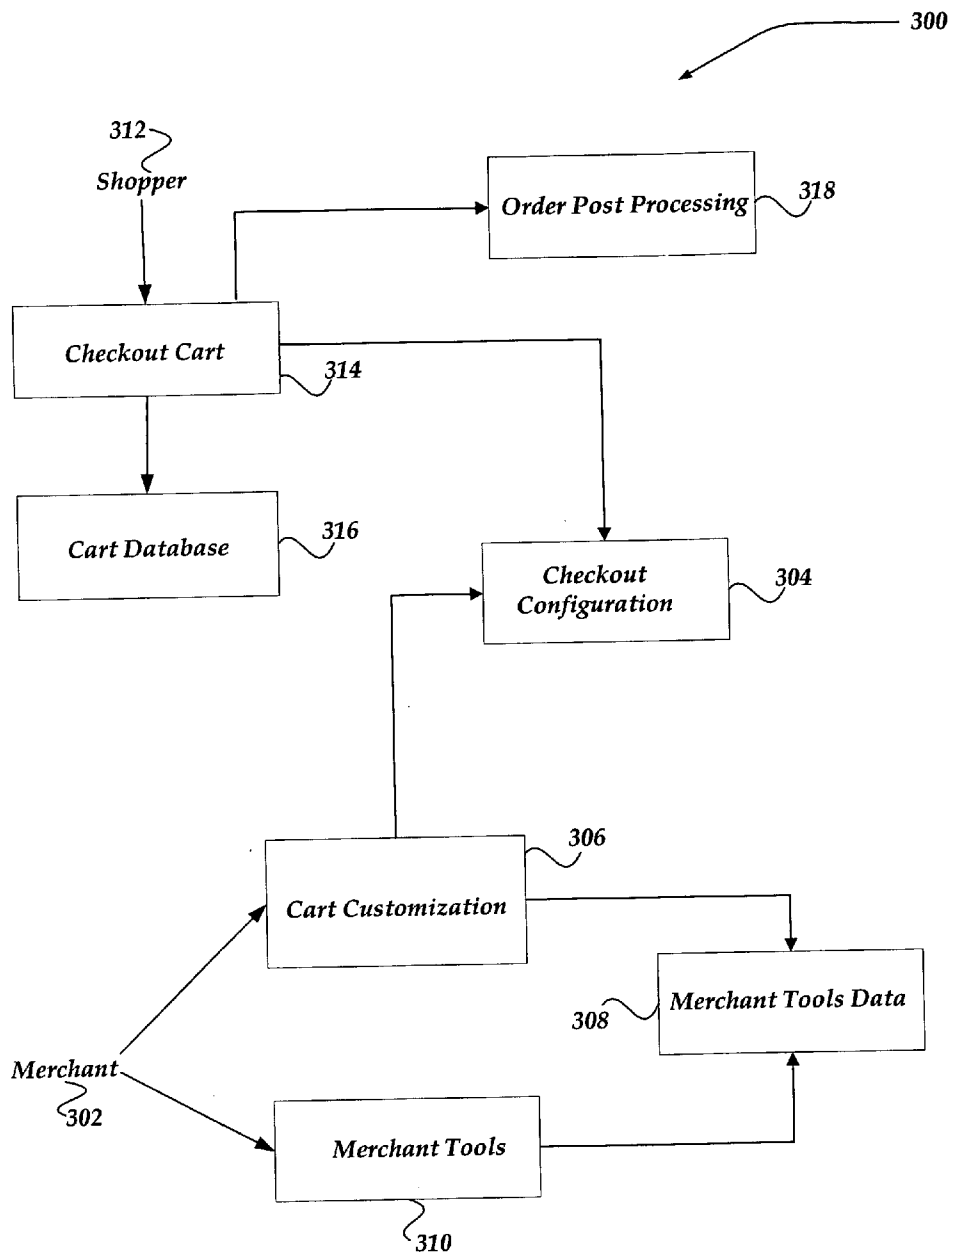 300
312
Shopper
Order Post Processing
318
Checkout Cart
314
Cart Database
316
Checkout
Configuration
304
306
Cart Customization
Merchant Tools Data
308
Merchant
302
Merchant Tools
310